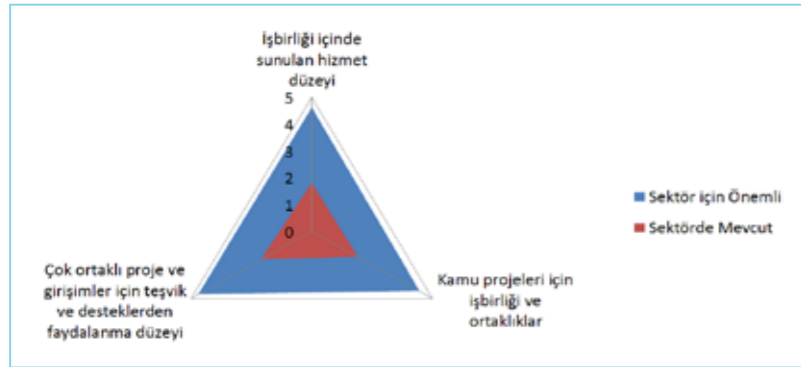 İşbirliği içinde
sunulan hizmet
düzeyi
5
4
3
2
1
0
Sektör için Önemli
Sektörde Mevcut
Çok ortaklı proje ve
girişimler için teşvik
ve desteklerden
faydalanma düzeyi
Kamu projeleri için
işbirliği ve
ortaklıklar